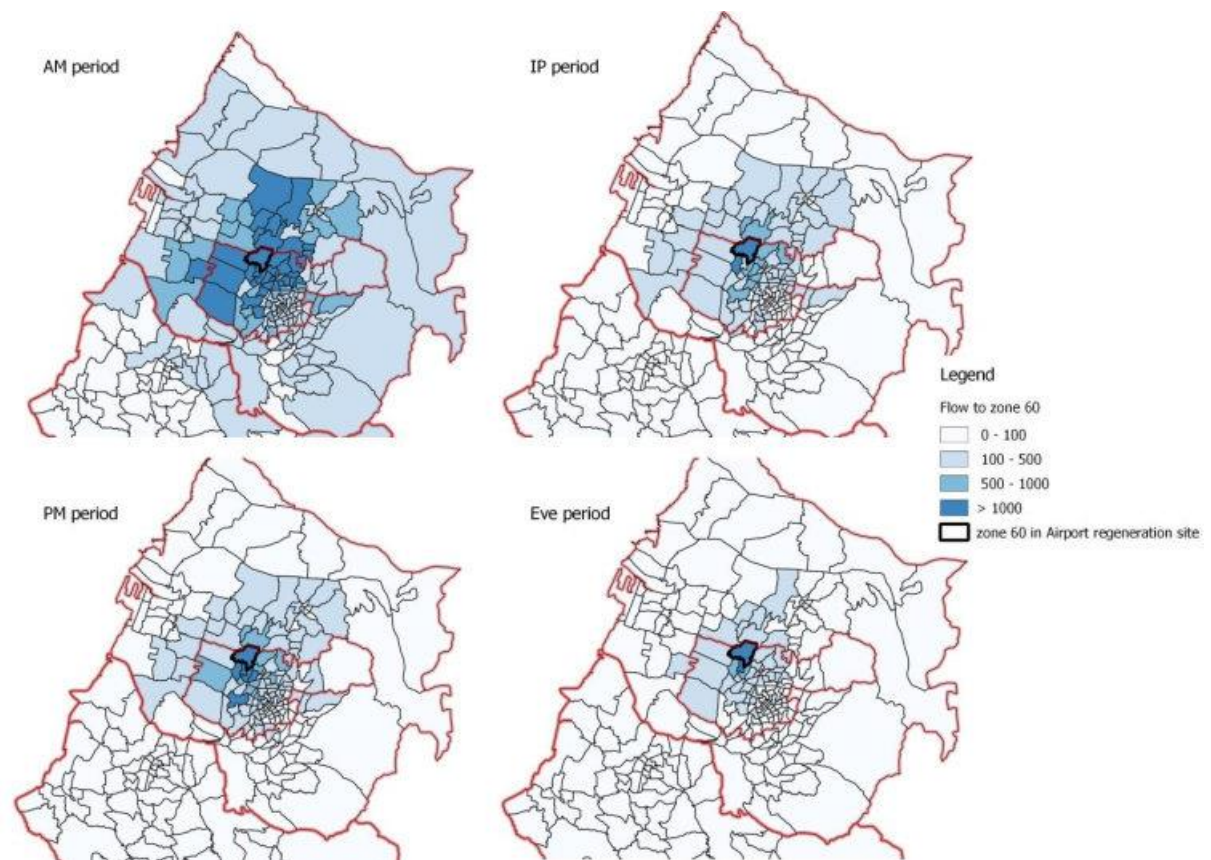 AM period
IP period
PM period
Eve period
Legend
Flow to zone 60
0 - 100
100 - 500
500 - 1000
> 1000
zone 60 in Airport regeneration site